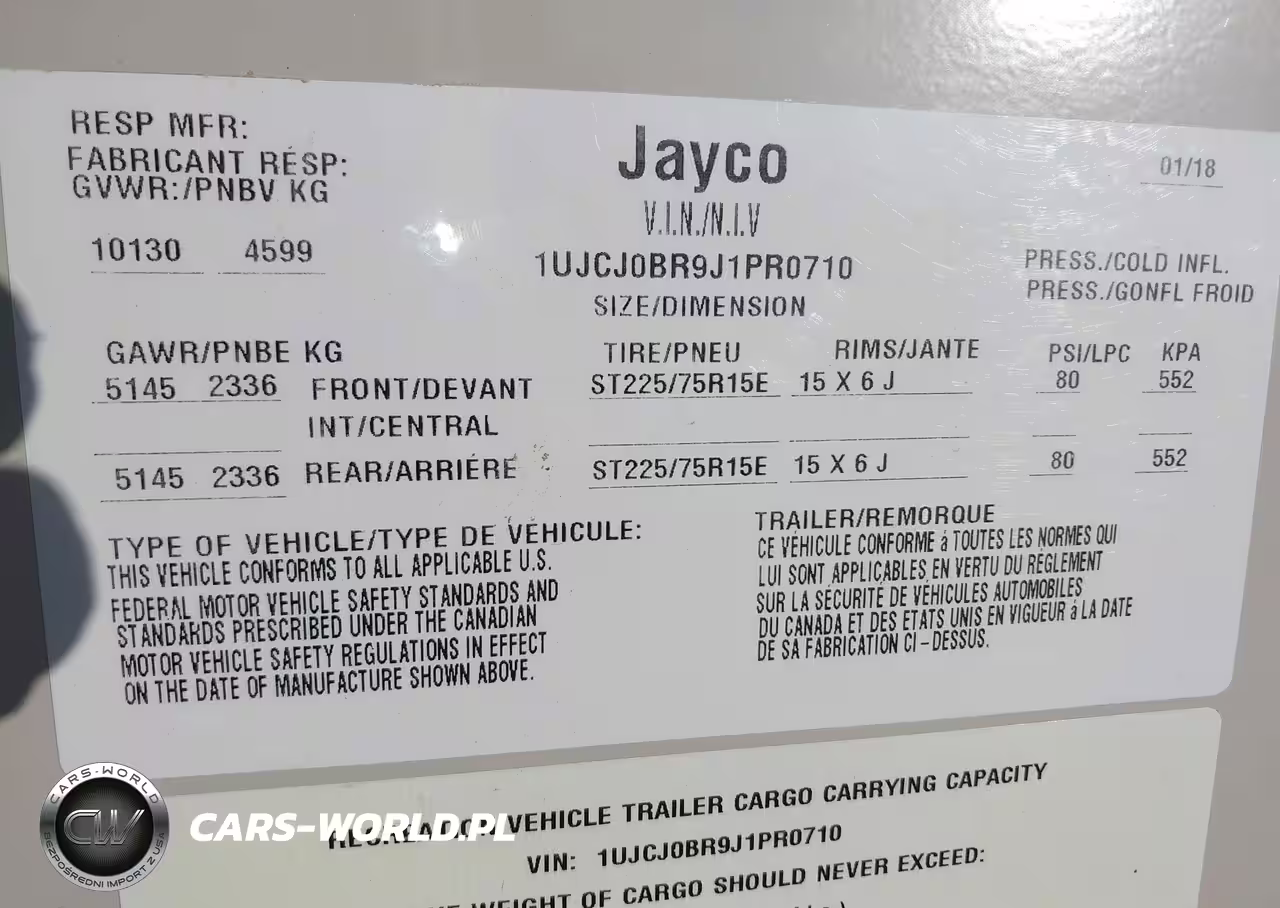 RESP MFR:
FABRICANT RÉSP:
GVWR:/PNBV KG
Jayco
01/18
V.I.N./N.I.V
10130 4599
1UJCJ0BR9J1PR0710
PRESS./COLD INFL.
PRESS./GONFL FROID
SIZE/DIMENSION
GAWR/PNBE KG TIRE/PNEU RIMS/JANTE PSI/LPC KPA
5145 2336 FRONT/DEVANT ST225/75R15E 15 X 6 J 80 552
INT/CENTRAL
5145 2336 REAR/ARRIÉRE ST225/75R15E 15 X 6 J 80 552
TYPE OF VEHICLE/TYPE DE VÉHICULE:
THIS VEHICLE CONFORMS TO ALL APPLICABLE U.S.
FEDERAL MOTOR VEHICLE SAFETY STANDARDS AND
STANDARDS PRESCRIBED UNDER THE CANADIAN
MOTOR VEHICLE SAFETY REGULATIONS IN EFFECT
ON THE DATE OF MANUFACTURE SHOWN ABOVE.
TRAILER/REMORQUE
CE VÉHICULE CONFORME á TOUTES LES NORMES QUI
LUI SONT APPLICABLES EN VERTU DU RÉGLEMENT
SUR LA SÉCURITÉ DE VÉHICULES AUTOMOBILES
DU CANADA ET DES ETATS UNIS EN VIGUEUR á LA DATE
DE SA FABRICATION CI-DESSUS.
VEHICLE TRAILER CARGO CARRYING CAPACITY
VIN: 1UJCJ0BR9J1PR0710
WEIGHT OF CARGO SHOULD NEVER EXCEED:
CARS-WORLD
CW
BEZPOŚREDNI IMPORT Z USA
CARS-WORLD.PL